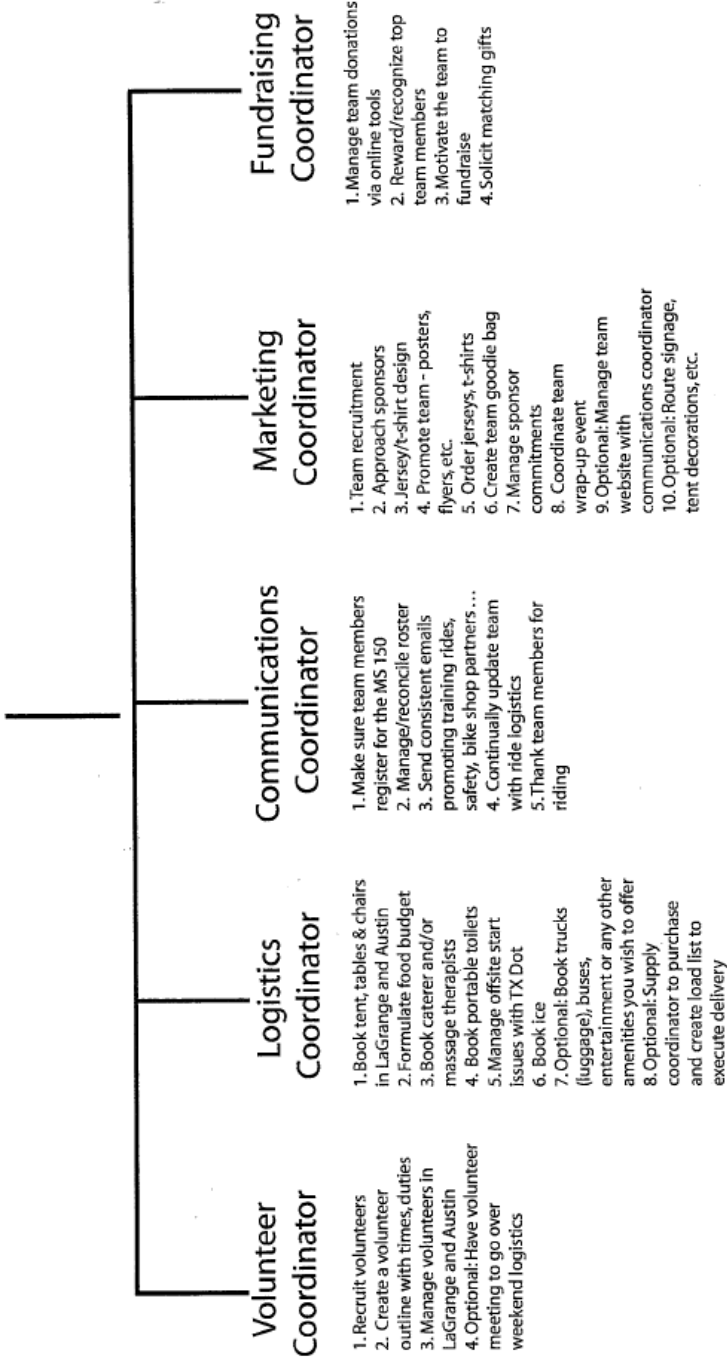 Volunteer
Coordinator
1.Recruit volunteers
2. Create a volunteer
outline with times, duties
3.Manage volunteers in
LaGrange and Austin
4.Optional: Have volunteer
meeting to go over
weekend logistics
Logistics
Coordinator
1.Book tent, tables & chairs
in LaGrange and Austin
2.Formulate food budget
3.Book caterer and/or
massage therapists
4. Book portable toilets
5.Manage offsite start
issues with TX Dot
6. Book ice
7.Optional: Book trucks
(luggage), buses,
entertainment or any other
amenities you wish to offer
8.Optional: Supply
coordinator to purchase
and create load list to
execute delivery
Communications
Coordinator
1.Make sure team members
register for the MS 150
2. Manage/reconcile roster
3. Send consistent emails
promoting training rides,
safety, bike shop partners...
4. Continually update team
with ride logistics
5.Thank team members for
riding
Marketing
Coordinator
1.Team recruitment
2. Approach sponsors
3.Jersey/t-shirt design
4. Promote team - posters,
flyers, etc.
5. Order jerseys, t-shirts
6. Create team goodie bag
7.Manage sponsor
commitments
8. Coordinate team
wrap-up event
9.Optional: Manage team
website with
communications coordinator
10.Optional: Route signage,
tent decorations, etc.
Fundraising
Coordinator
1.Manage team donations
via online tools
2. Reward/recognize top
team members
3.Motivate the team to
fundraise
4.Solicit matching gifts